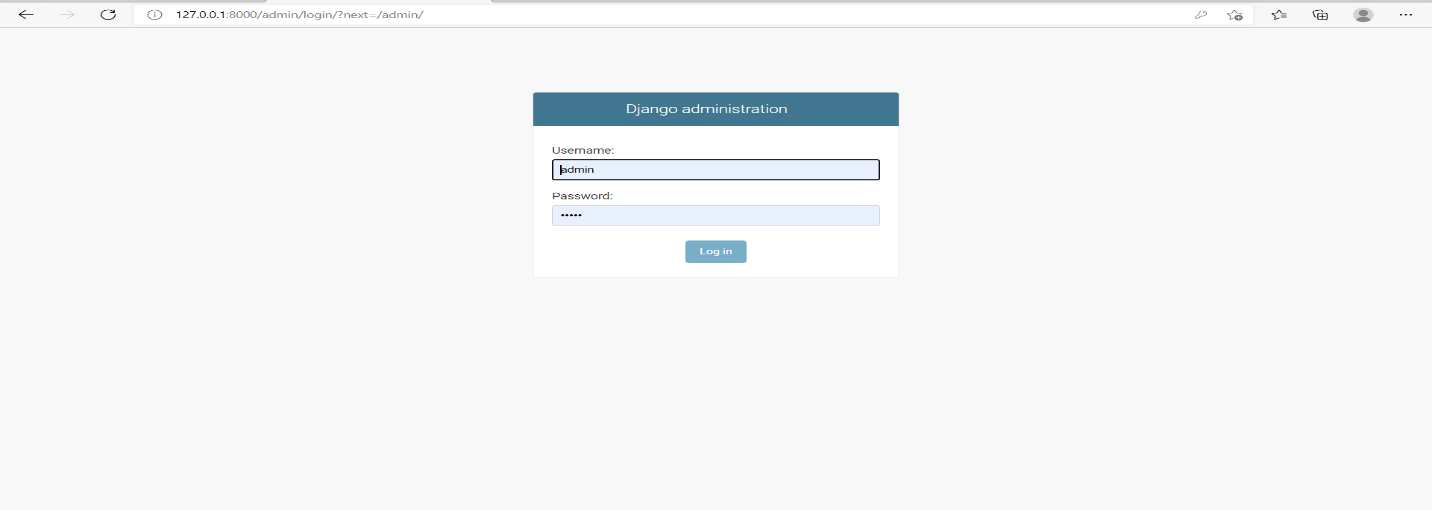 127.0.0.1:8000/admin/login/?next=/admin/
Django administration
Username:
admin
Password:
•••••
Log in